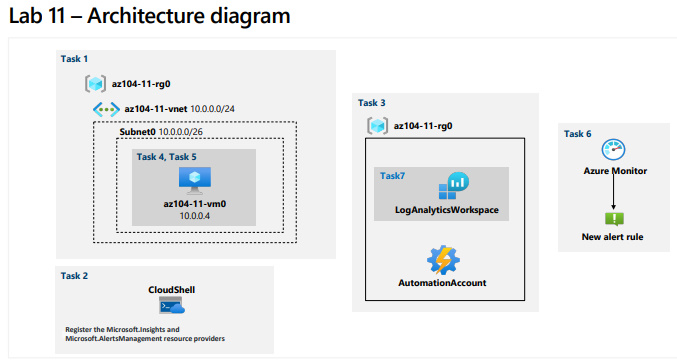 Lab 11 – Architecture diagram
Task 1
az104-11-rg0
az104-11-vnet 10.0.0.0/24
Subnet0 10.0.0.0/26
Task 4, Task 5
az104-11-vm0
10.0.0.4
Task 2
CloudShell
Register the Microsoft.Insights and
Microsoft.AlertsManagement resource providers
Task 3
az104-11-rg0
Task7
LogAnalyticsWorkspace
AutomationAccount
Task 6
Azure Monitor
New alert rule